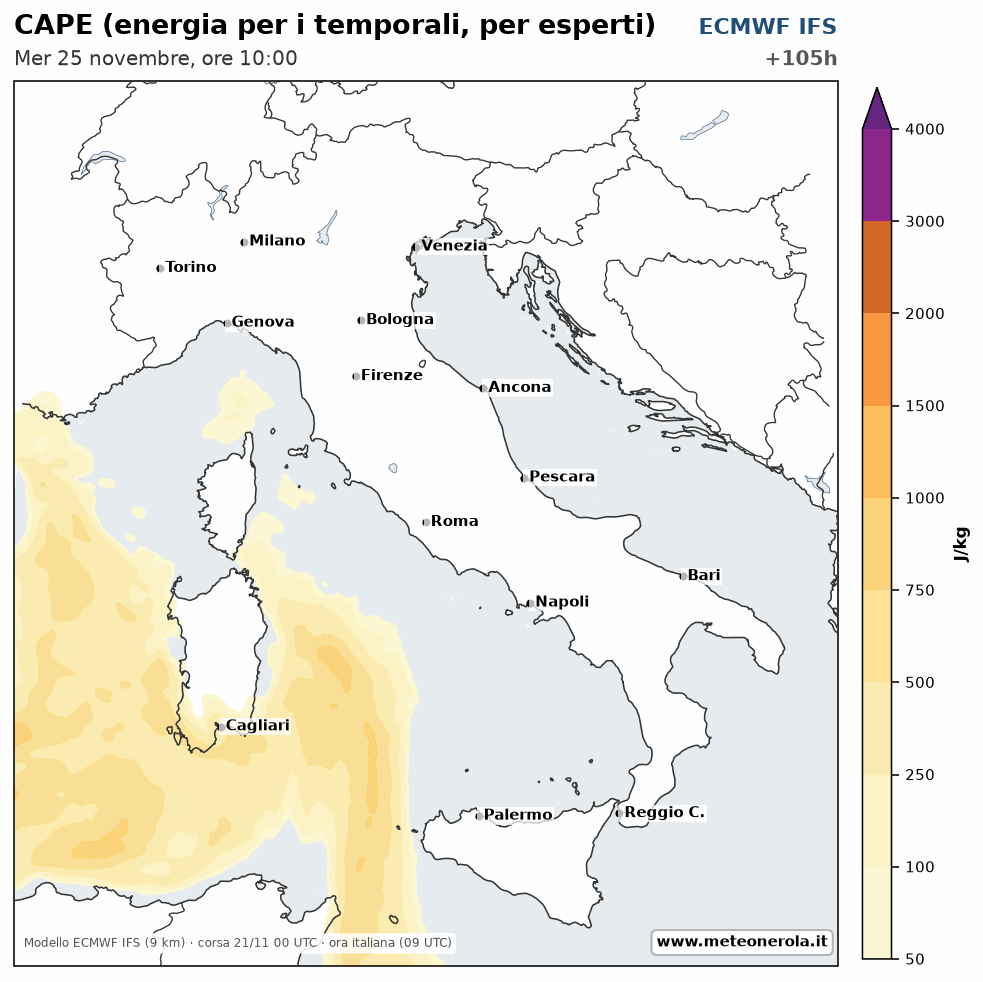 CAPE (energia per i temporali, per esperti)
ECMWF IFS
Mer 25 novembre, ore 10:00
+105h
Milano
Venezia
Torino
Genova
Bologna
Firenze
Ancona
Pescara
Roma
Bari
Napoli
Cagliari
Palermo
Reggio C.
4000
3000
2000
1500
1000
750
500
250
100
50
J/kg
Modello ECMWF IFS (9 km) · corsa 21/11 00 UTC · ora italiana (09 UTC)
www.meteonerola.it